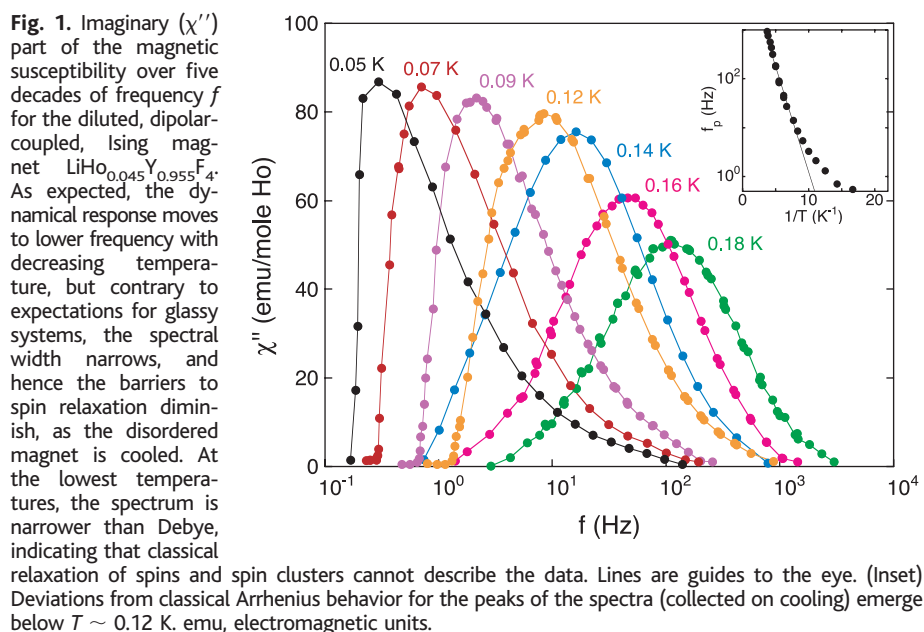 Fig. 1. Imaginary (χ′′)
part of the magnetic
susceptibility over five
decades of frequency f
for the diluted, dipolar-
coupled, Ising mag-
net LiHo0.045Y0.955F4.
As expected, the dy-
namical response moves
to lower frequency with
decreasing tempera-
ture, but contrary to
expectations for glassy
systems, the spectral
width narrows, and
hence the barriers to
spin relaxation dimin-
ish, as the disordered
magnet is cooled. At
the lowest tempera-
tures, the spectrum is
narrower than Debye,
indicating that classical
relaxation of spins and spin clusters cannot describe the data. Lines are guides to the eye. (Inset)
Deviations from classical Arrhenius behavior for the peaks of the spectra (collected on cooling) emerge
below T ~ 0.12 K. emu, electromagnetic units.
χ'' (emu/mole Ho)
100
80
60
40
20
0
10-1
100
101
102
103
104
f (Hz)
0.05 K
0.07 K
0.09 K
0.12 K
0.14 K
0.16 K
0.18 K
fp (Hz)
102
100
0
10
20
1/T (K-1)